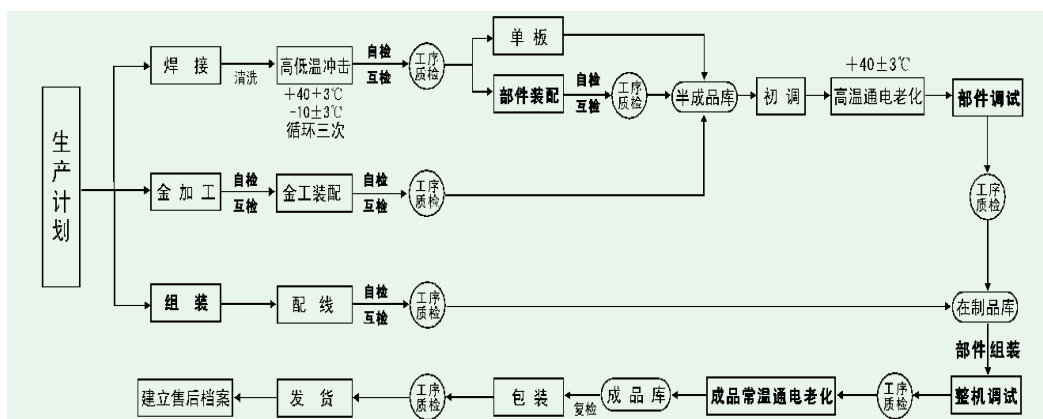 生产计划
焊接
清洗
高低温冲击
+40±3℃
-10±3℃
循环三次
自检
互检
工序
质检
单板
部件装配
自检
互检
工序
质检
半成品库
初调
+40±3℃
高温通电老化
部件调试
工序
质检
金加工
自检
互检
金工装配
自检
互检
工序
质检
组装
配线
自检
互检
工序
质检
在制品库
部件组装
整机调试
工序
质检
成品常温通电老化
成品库
复检
包装
工序
质检
发货
建立售后档案